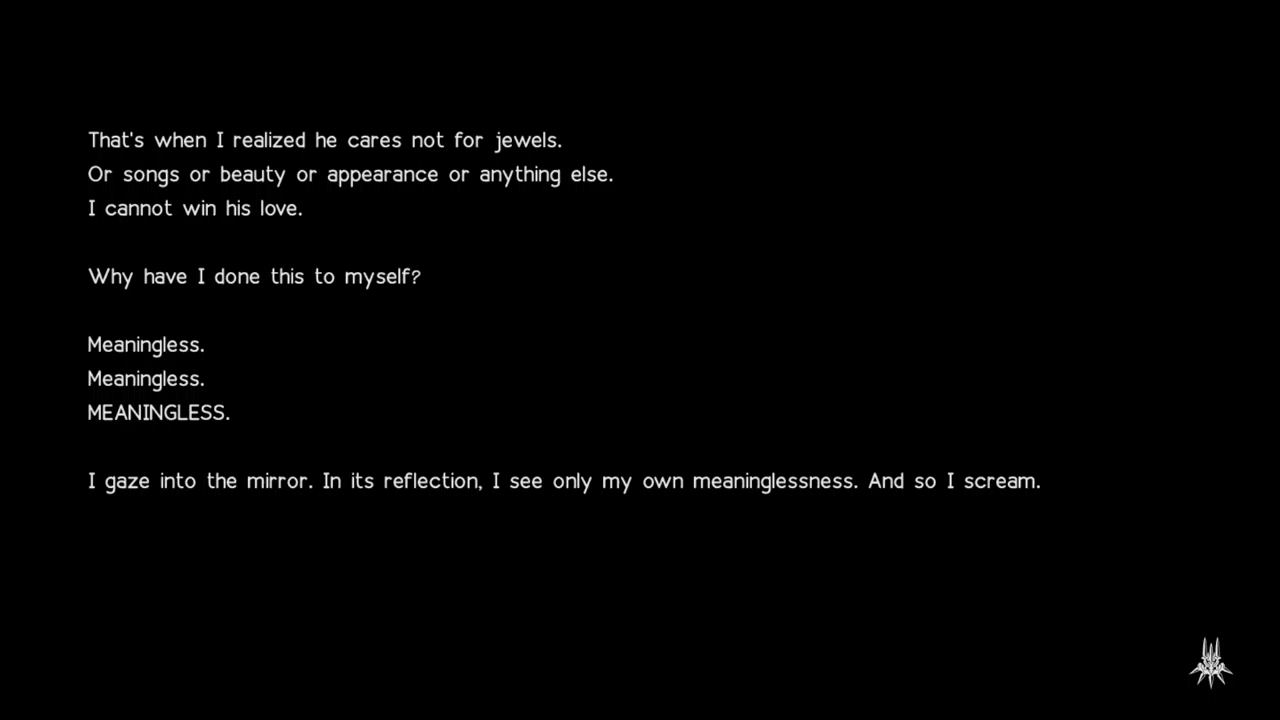 That's when I realized he cares not for jewels.
Or songs or beauty or appearance or anything else.
I cannot win his love.
Why have I done this to myself?
Meaningless.
Meaningless.
MEANINGLESS.
I gaze into the mirror. In its reflection, I see only my own meaninglessness. And so I scream.